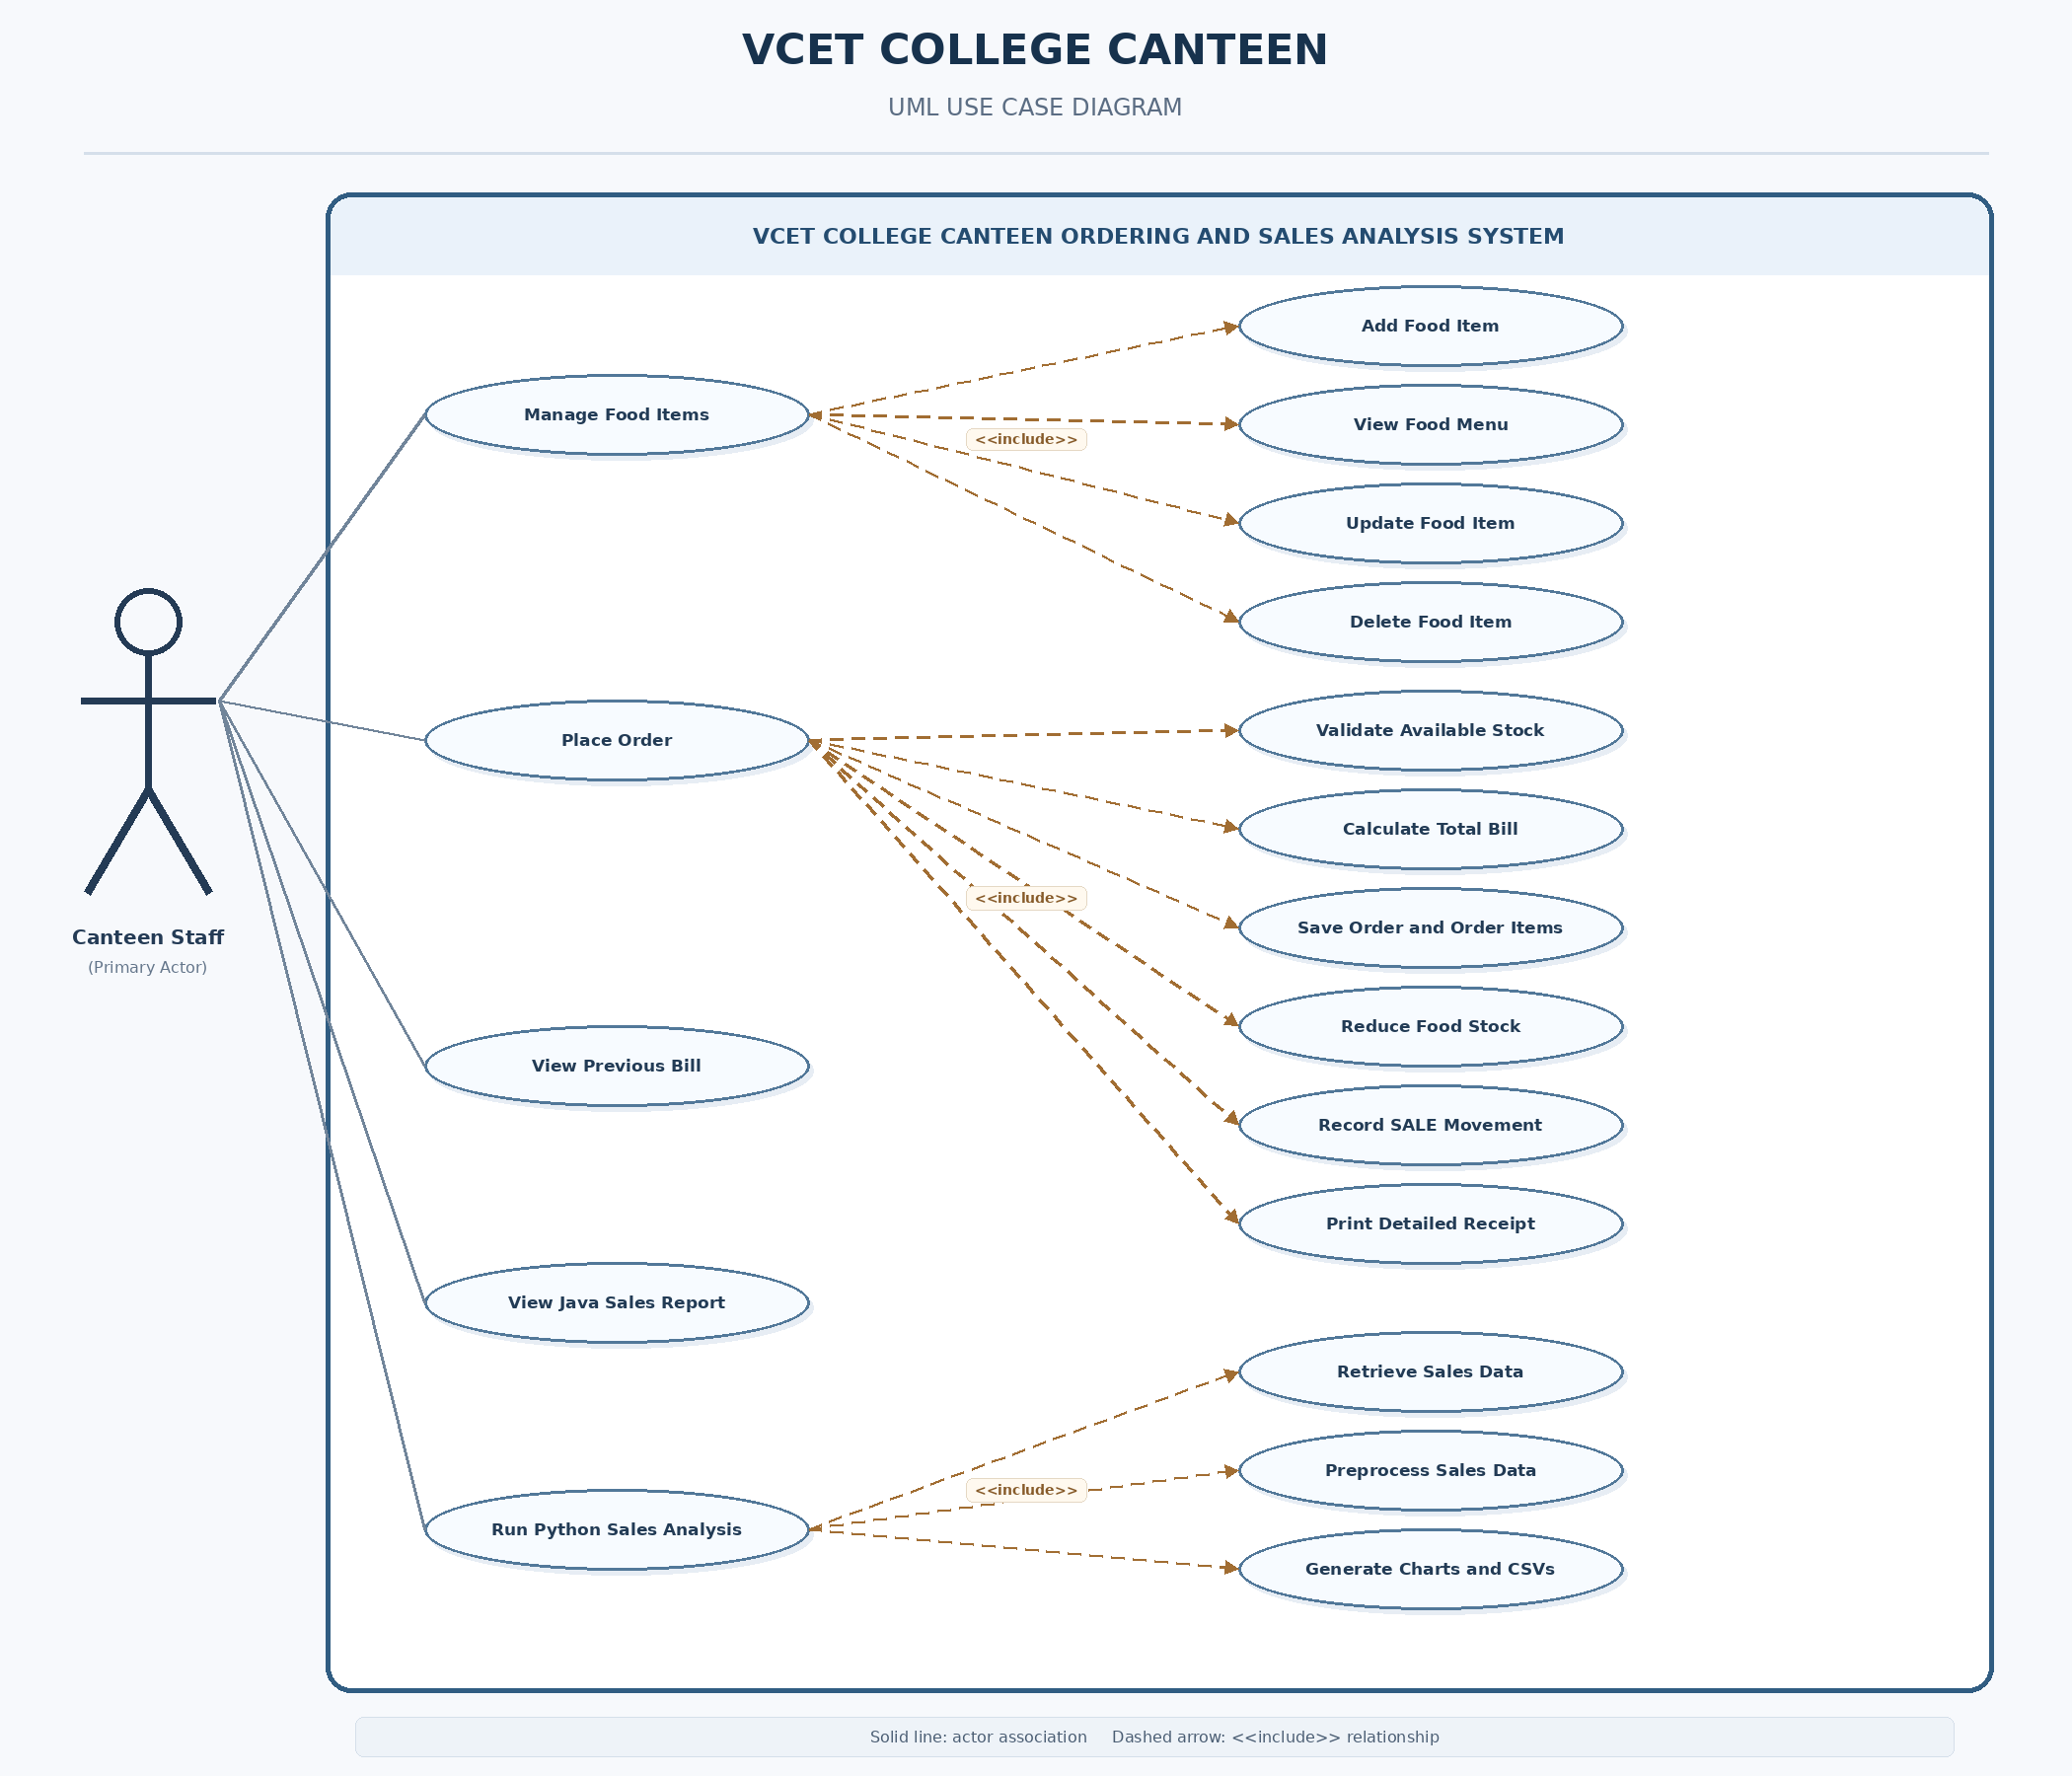 VCET COLLEGE CANTEEN
UML USE CASE DIAGRAM
VCET COLLEGE CANTEEN ORDERING AND SALES ANALYSIS SYSTEM
Add Food Item
Manage Food Items
View Food Menu
<<include>>
Update Food Item
Delete Food Item
Place Order
Validate Available Stock
Calculate Total Bill
<<include>>
Save Order and Order Items
Canteen Staff
(Primary Actor)
Reduce Food Stock
View Previous Bill
Record SALE Movement
Print Detailed Receipt
View Java Sales Report
Retrieve Sales Data
Preprocess Sales Data
<<include>>
Run Python Sales Analysis
Generate Charts and CSVs
Solid line: actor association Dashed arrow: <<include>> relationship